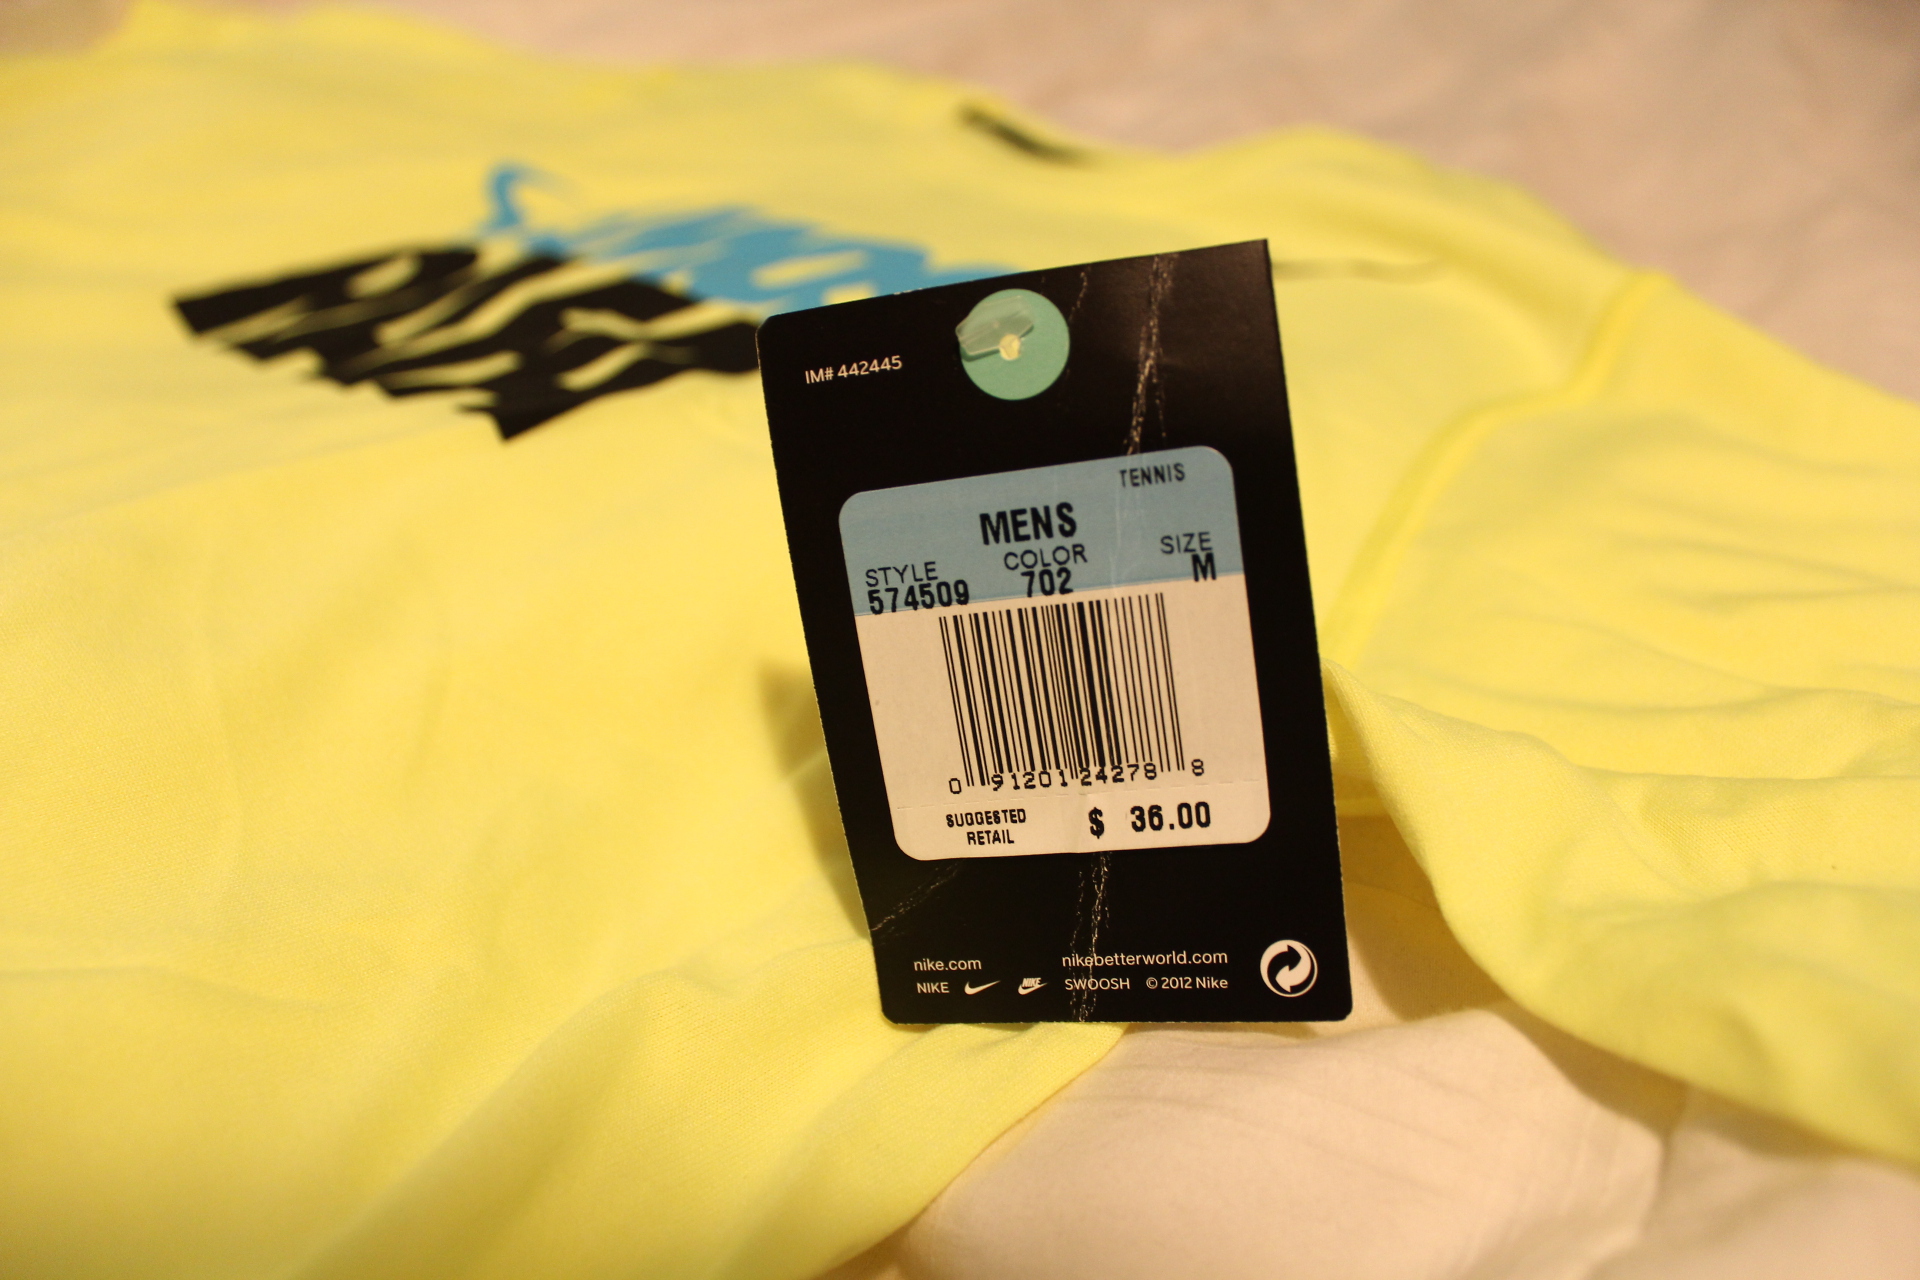 IM# 442445
TENNIS
MENS
STYLE COLOR SIZE
574509 702 M
0 91201 24278 8
SUGGESTED RETAIL $ 36.00
nike.com nikebetterworld.com
NIKE NIKE SWOOSH © 2012 Nike